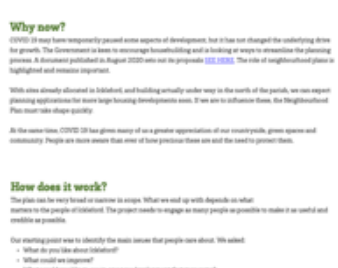 Why now?
COVID 19 may have temporarily paused some aspects of development, but it has not changed the underlying drive
for growth. The Government is keen to encourage housebuilding and is looking at ways to streamline the planning
process. A document published in August 2020 sets out its proposals SEE HERE. The role of neighbourhood plans is
highlighted and remains important.
With sites already allocated in Ickleford, and building actually under way in the north of the parish, we can expect
planning applications for more large housing developments soon. If we are to influence these, the Neighbourhood
Plan must take shape quickly.
At the same time, COVID 19 has given many of us a greater appreciation of our countryside, green spaces and
community. People are more aware than ever of how precious these are and the need to protect them.
How does it work?
The plan can be very broad or narrow in scope. What we end up with depends on what
matters to the people of Ickleford. The project needs to engage as many people as possible to make it as useful and
credible as possible.
Our starting point was to identify the main issues that people care about. We asked:
• What do you like about Ickleford?
• What could we improve?